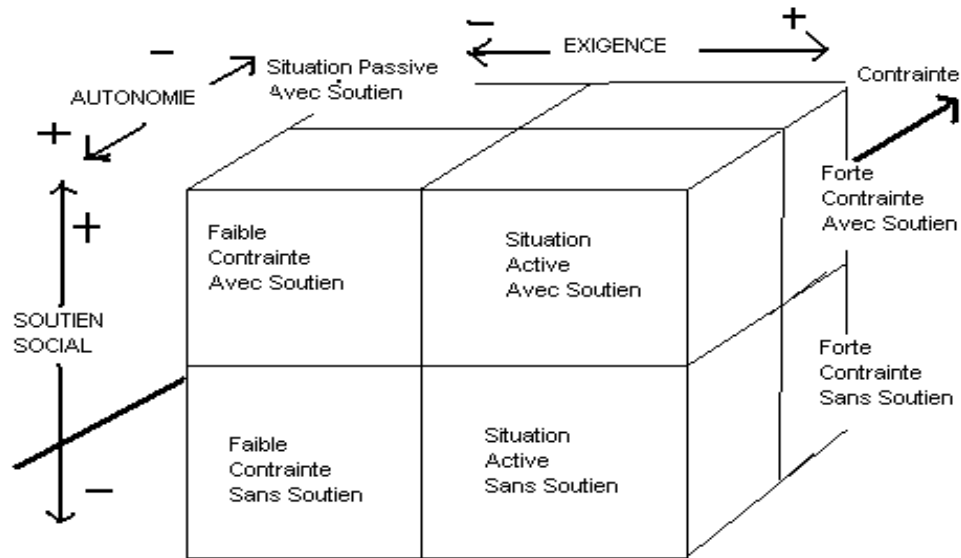 − +
EXIGENCE
−
Situation Passive
Avec Soutien
Contrainte
AUTONOMIE
+
+
Forte
Contrainte
Avec Soutien
Faible
Contrainte
Avec Soutien
Situation
Active
Avec Soutien
SOUTIEN
SOCIAL
Forte
Contrainte
Sans Soutien
Faible
Contrainte
Sans Soutien
Situation
Active
Sans Soutien
−